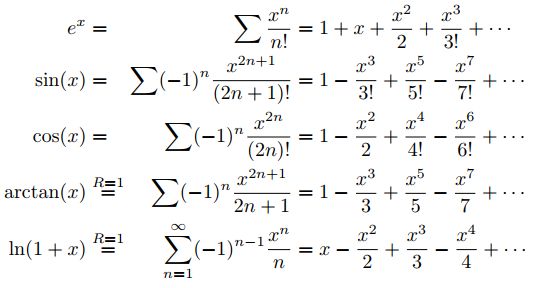 e^x = ∑ x^n/n! = 1 + x + x^2/2 + x^3/3! + ⋯
sin(x) = ∑(−1)^n x^{2n+1}/(2n + 1)! = 1 − x^3/3! + x^5/5! − x^7/7! + ⋯
cos(x) = ∑(−1)^n x^{2n}/(2n)! = 1 − x^2/2 + x^4/4! − x^6/6! + ⋯
arctan(x) \overset{R=1}{=} ∑(−1)^n x^{2n+1}/2n + 1 = 1 − x^3/3 + x^5/5 − x^7/7 + ⋯
ln(1 + x) \overset{R=1}{=} ∑_{n=1}^{∞}(−1)^{n−1} x^n/n = x − x^2/2 + x^3/3 − x^4/4 + ⋯